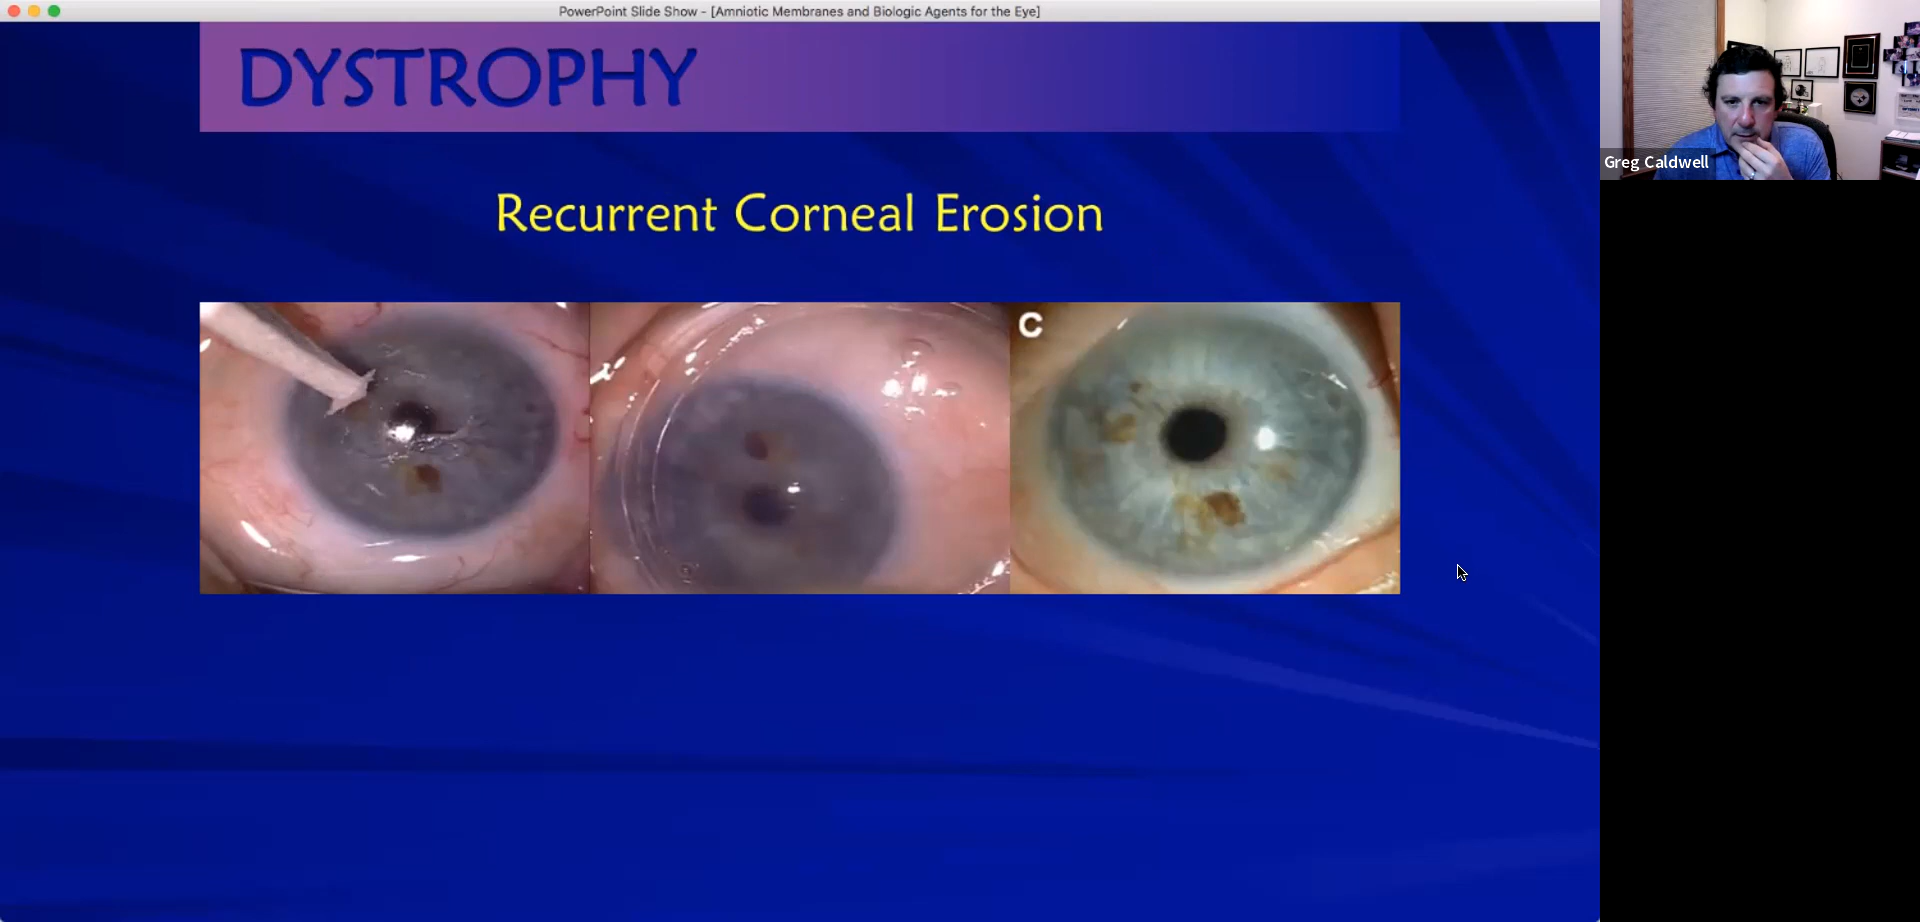 PowerPoint Slide Show - [Amniotic Membranes and Biologic Agents for the Eye]
DYSTROPHY
Recurrent Corneal Erosion
C
Greg Caldwell